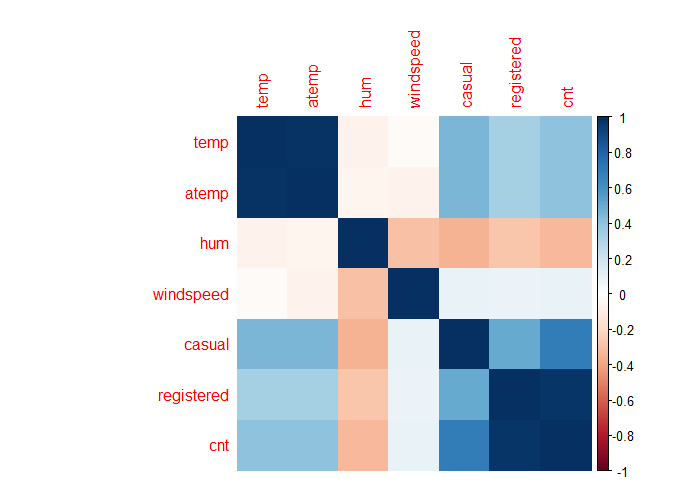 temp
atemp
hum
windspeed
casual
registered
cnt
temp
atemp
hum
windspeed
casual
registered
cnt
1
0.8
0.6
0.4
0.2
0
-0.2
-0.4
-0.6
-0.8
-1